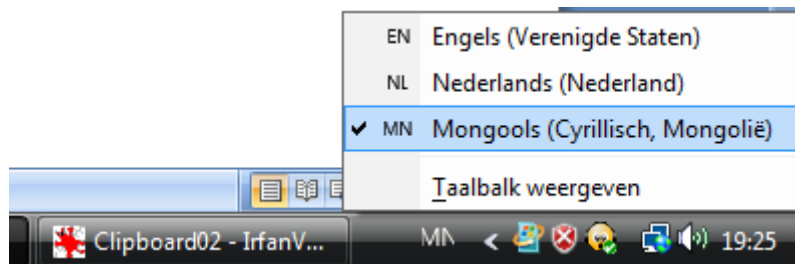 EN Engels (Verenigde Staten)
NL Nederlands (Nederland)
MN Mongools (Cyrillisch, Mongolië)
Taalbalk weergeven
Clipboard02 - IrfanV... MN < 19:25